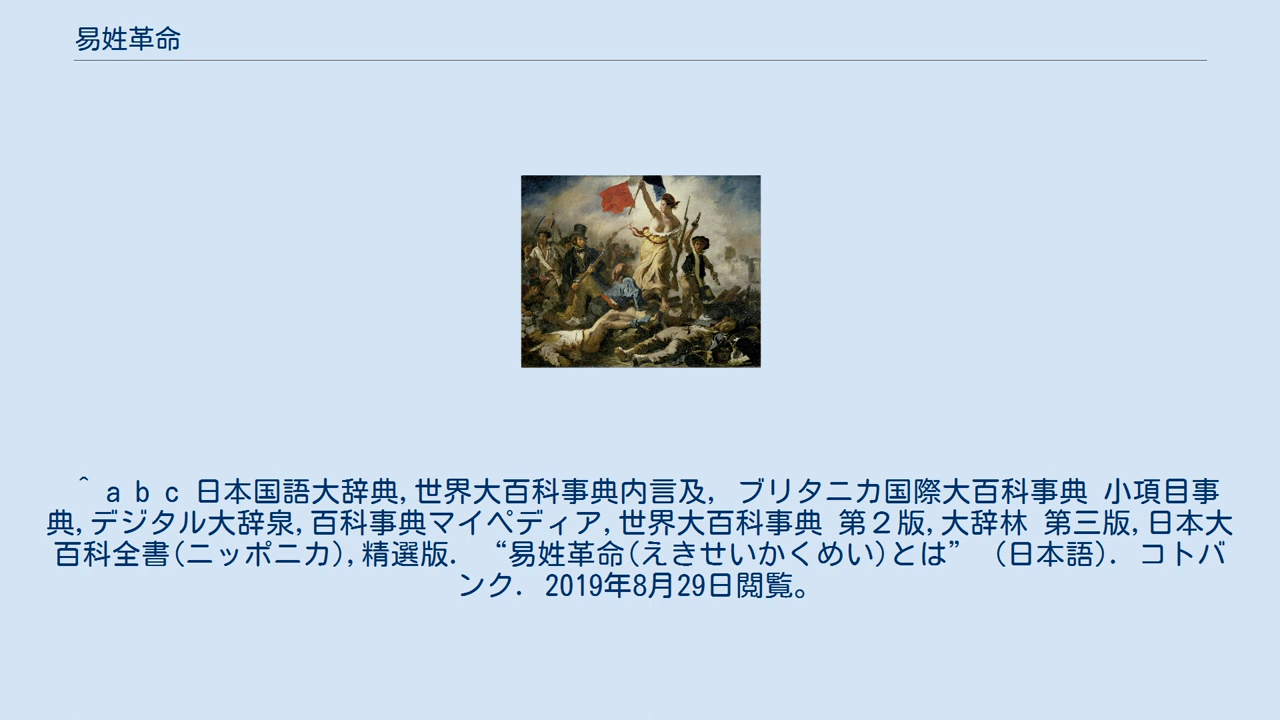 易姓革命
^ a b c 日本国語大辞典,世界大百科事典内言及, ブリタニカ国際大百科事典 小項目事
典,デジタル大辞泉,百科事典マイペディア,世界大百科事典 第２版,大辞林 第三版,日本大
百科全書(ニッポニカ),精選版. “易姓革命(えきせいかくめい)とは” (日本語). コトバ
ンク. 2019年8月29日閲覧。